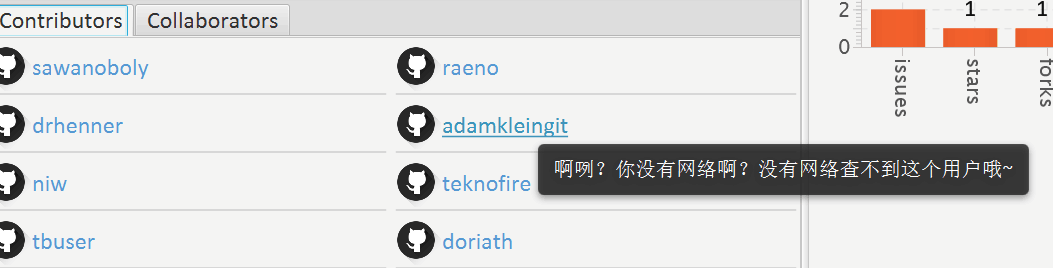 Contributors Collaborators
sawanoboly raeno
drhenner adamkleingit
啊咧？你没有网络啊？没有网络查不到这个用户哦~
niw teknofire
tbuser doriath
2 1 1
0
issues stars forks